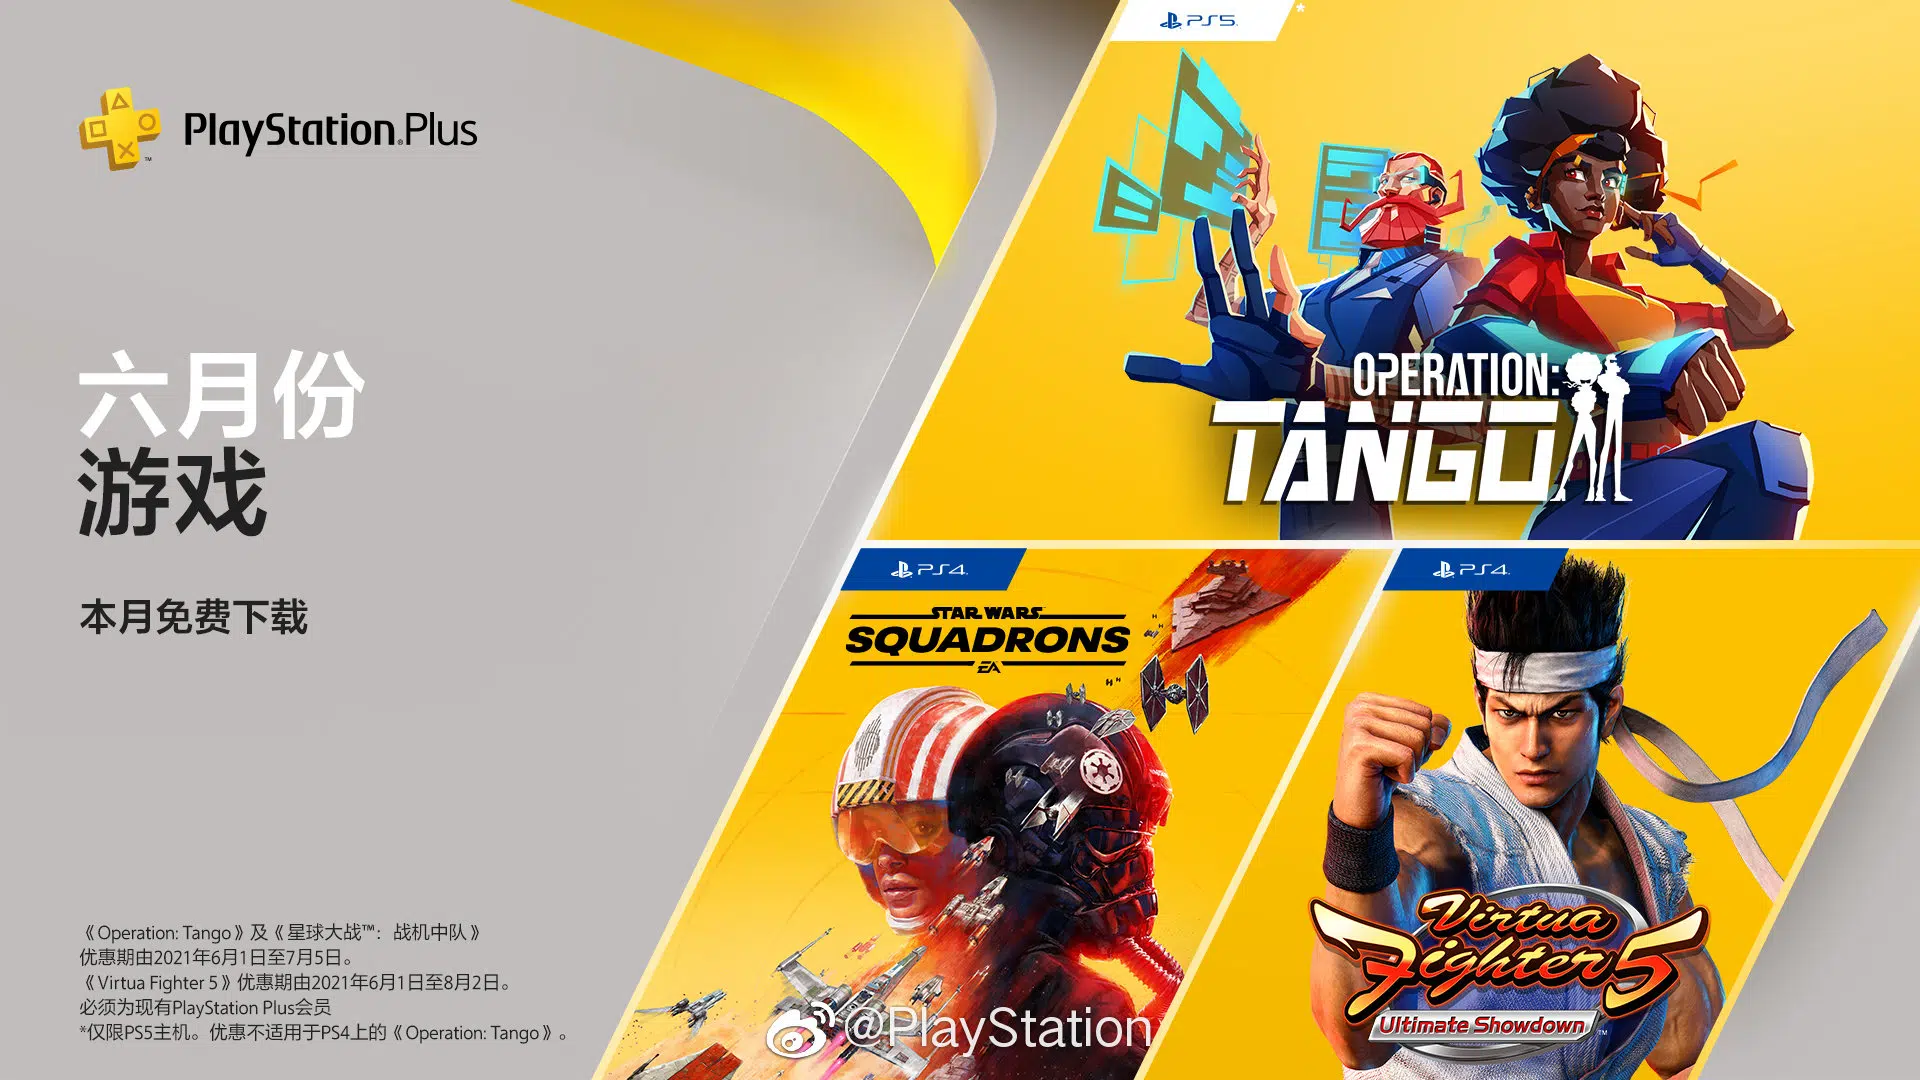 PlayStation®Plus
六月份
游戏
本月免费下载
《Operation: Tango》及《星球大战™：战机中队》
优惠期由2021年6月1日至7月5日。
《Virtua Fighter 5》优惠期由2021年6月1日至8月2日。
必须为现有PlayStation Plus会员
*仅限PS5主机。优惠不适用于PS4上的《Operation: Tango》。
PS5 *
OPERATION:
TANGO
PS4
STAR WARS
SQUADRONS
EA
PS4
Virtua
Fighter 5
Ultimate Showdown™
@PlayStation